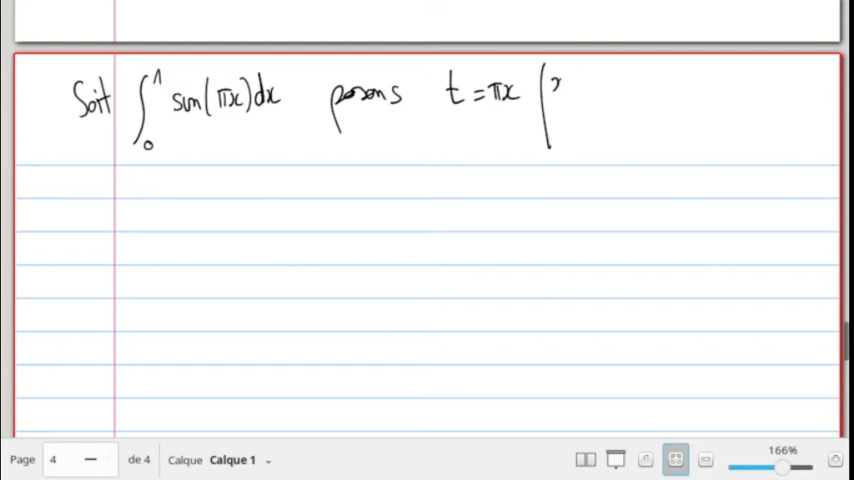 Soit ∫₀¹ sin(πx)dx posons t = πx | x
Page 4 de 4 Calque Calque 1 166%